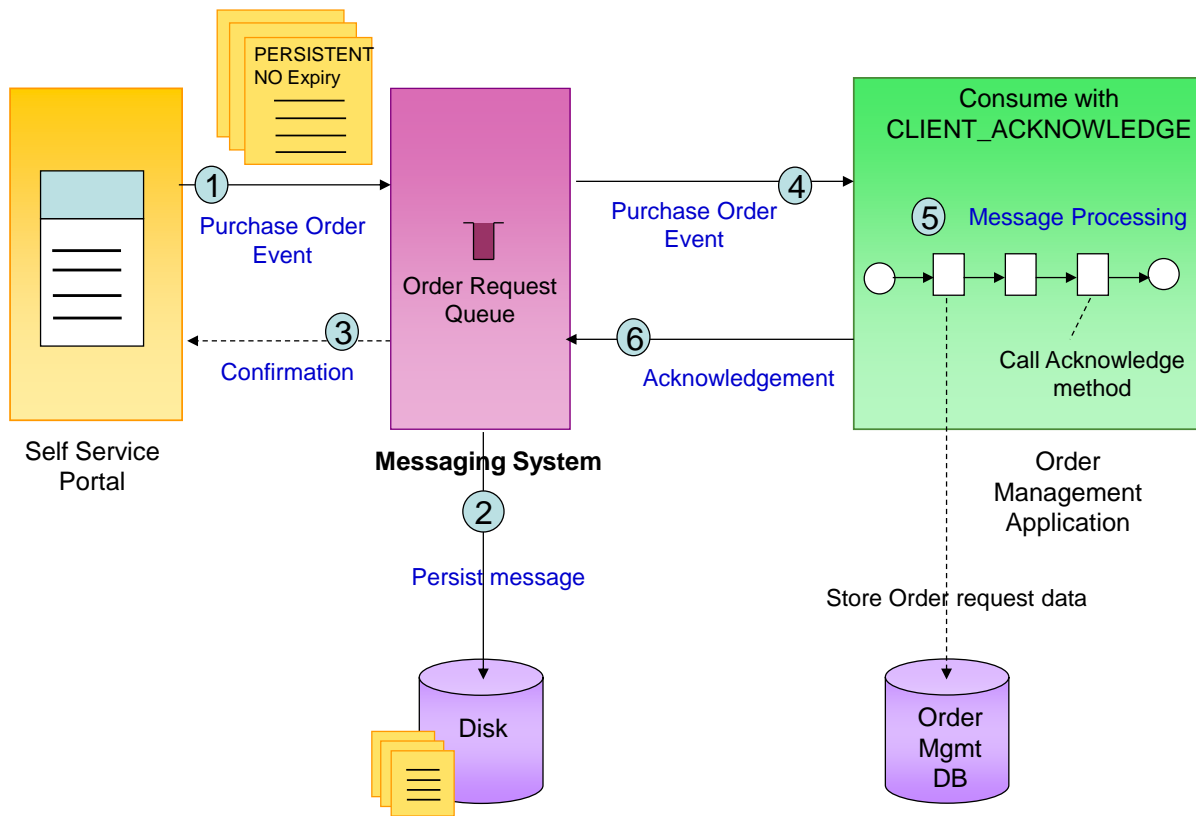 PERSISTENT
NO Expiry
Consume with
CLIENT_ACKNOWLEDGE
1
4
Purchase Order
Event
Purchase Order
Event
5
Message Processing
Order Request
Queue
3
6
Confirmation
Acknowledgement
Call Acknowledge
method
Self Service
Portal
Messaging System
Order
Management
Application
2
Persist message
Store Order request data
Disk
Order
Mgmt
DB